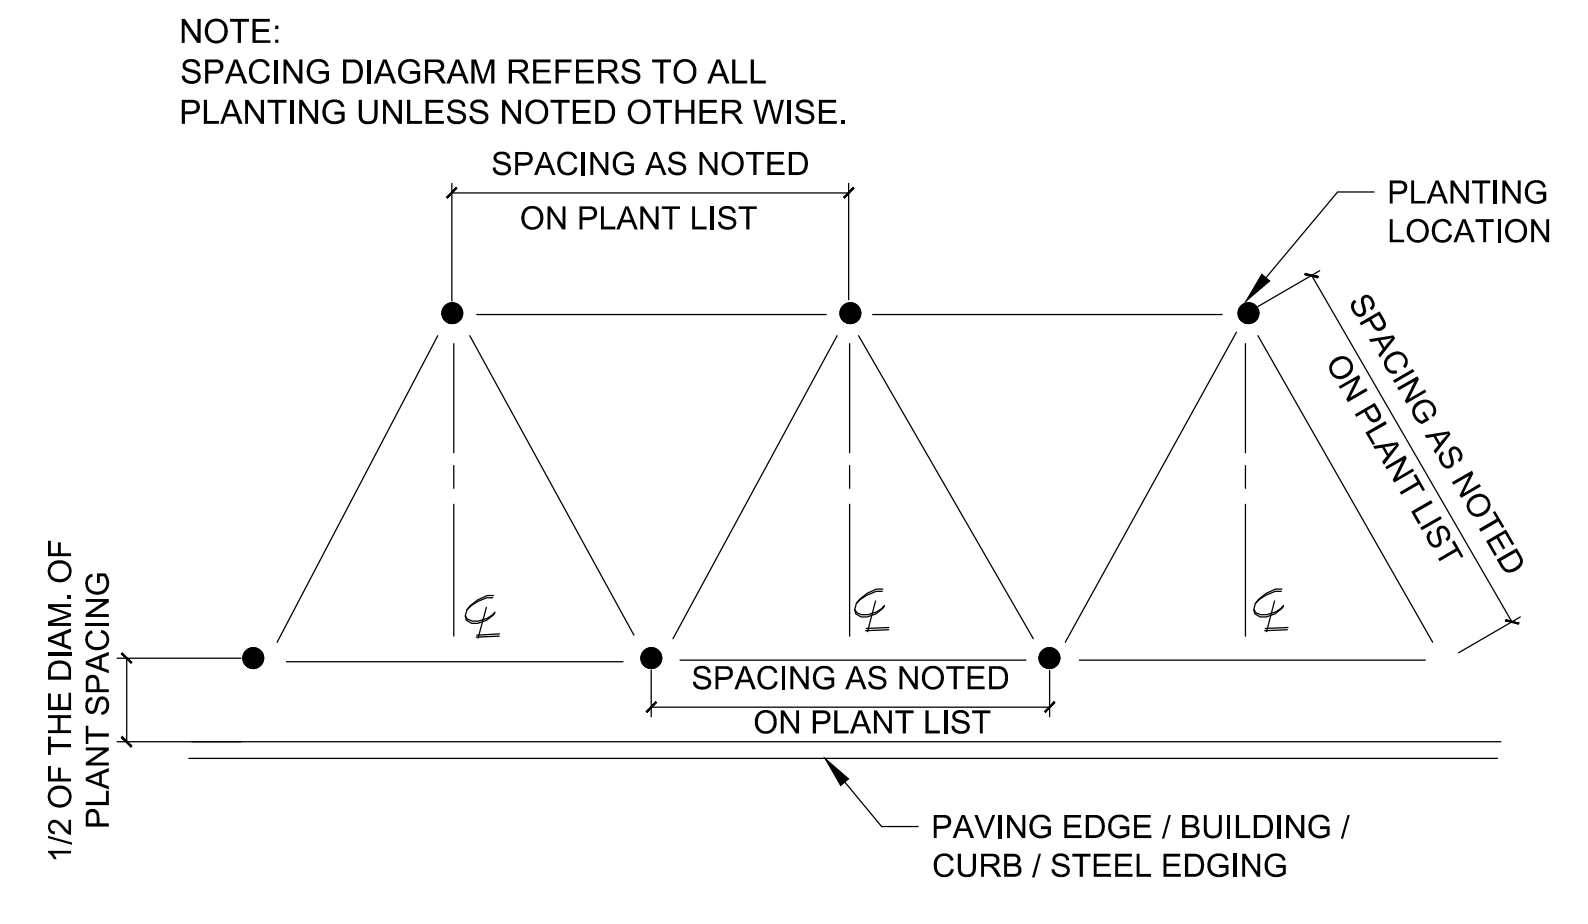 NOTE:
SPACING DIAGRAM REFERS TO ALL
PLANTING UNLESS NOTED OTHER WISE.
SPACING AS NOTED
ON PLANT LIST
PLANTING
LOCATION
SPACING AS NOTED
ON PLANT LIST
℄
℄
℄
1/2 OF THE DIAM. OF
PLANT SPACING
SPACING AS NOTED
ON PLANT LIST
PAVING EDGE / BUILDING /
CURB / STEEL EDGING